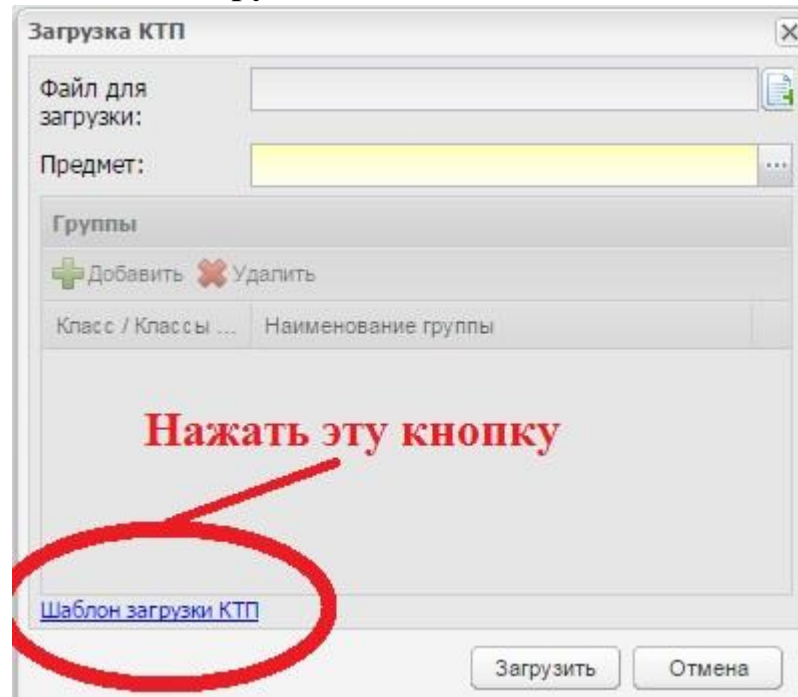 Загрузка КТП
Файл для
загрузки:
Предмет:
...
Группы
Добавить Удалить
Класс / Классы ... Наименование группы
Нажать эту кнопку
Шаблон загрузки КТП
Загрузить Отмена